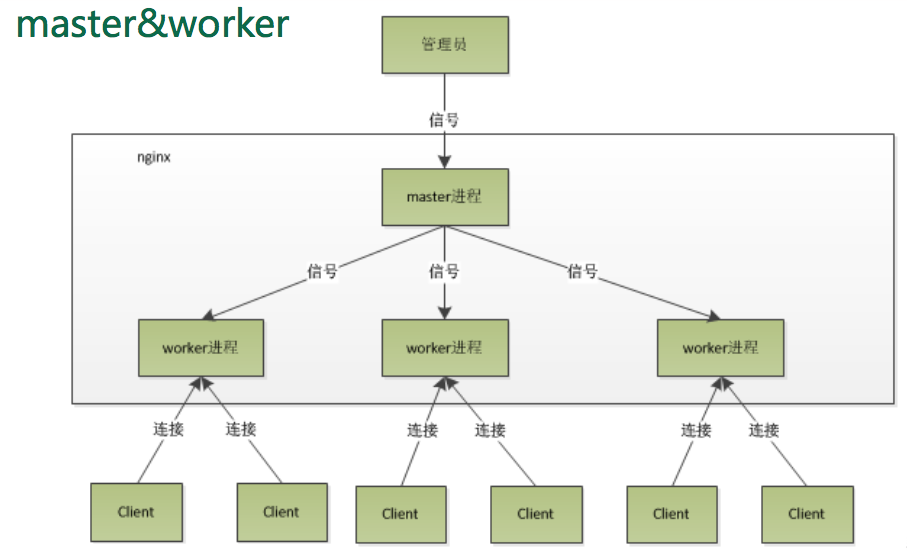 master&worker
管理员
信号
nginx
master进程
信号
信号
信号
worker进程
worker进程
worker进程
连接
连接
连接
连接
连接
连接
Client
Client
Client
Client
Client
Client